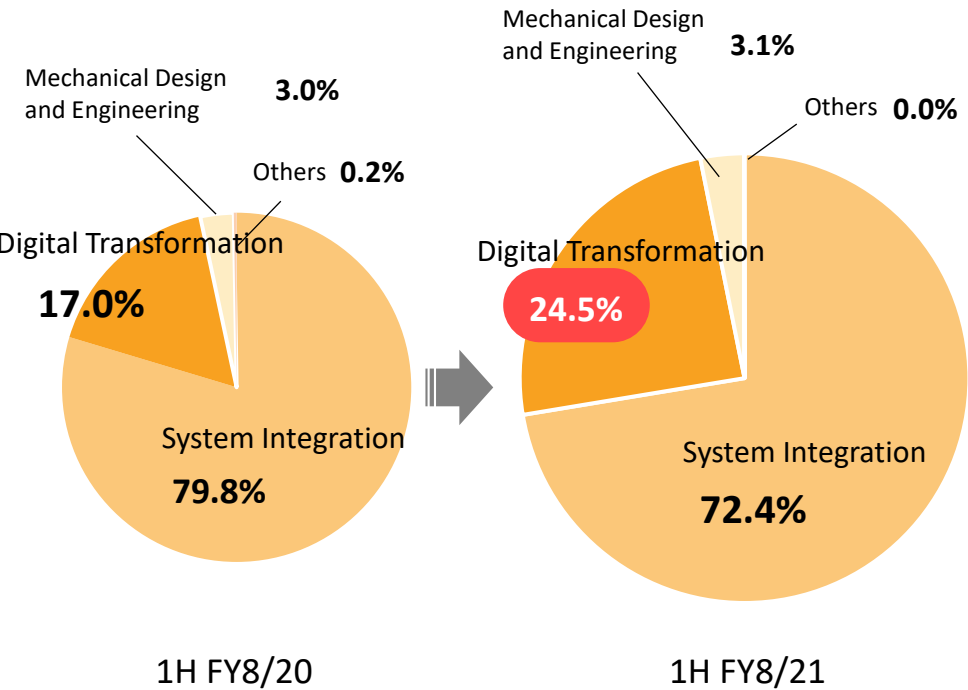 Mechanical Design
and Engineering
3.0%
Others 0.2%
Digital Transformation
17.0%
System Integration
79.8%
1H FY8/20
Mechanical Design
and Engineering
3.1%
Others 0.0%
Digital Transformation
24.5%
System Integration
72.4%
1H FY8/21